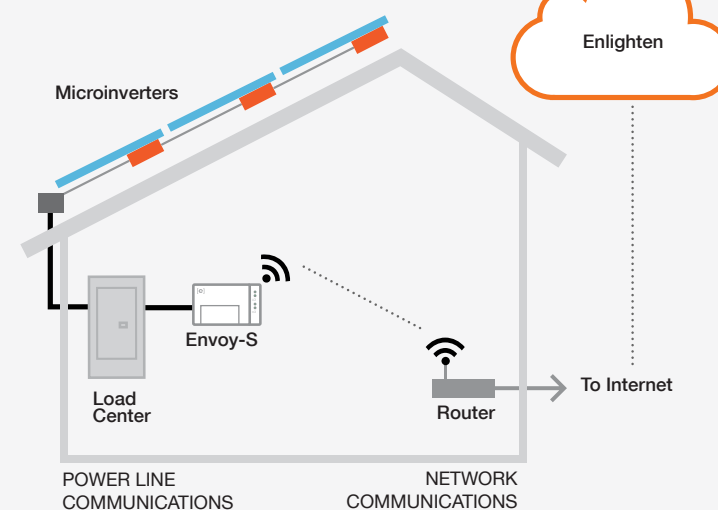 Enlighten
Microinverters
Envoy-S
Load
Center
Router
To Internet
POWER LINE
COMMUNICATIONS
NETWORK
COMMUNICATIONS